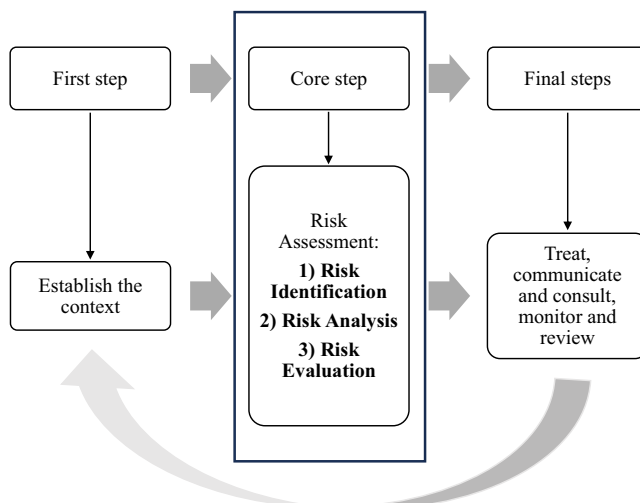 First step
Core step
Final steps
Risk
Assessment:
1) Risk
Identification
2) Risk Analysis
3) Risk
Evaluation
Establish the
context
Treat,
communicate
and consult,
monitor and
review